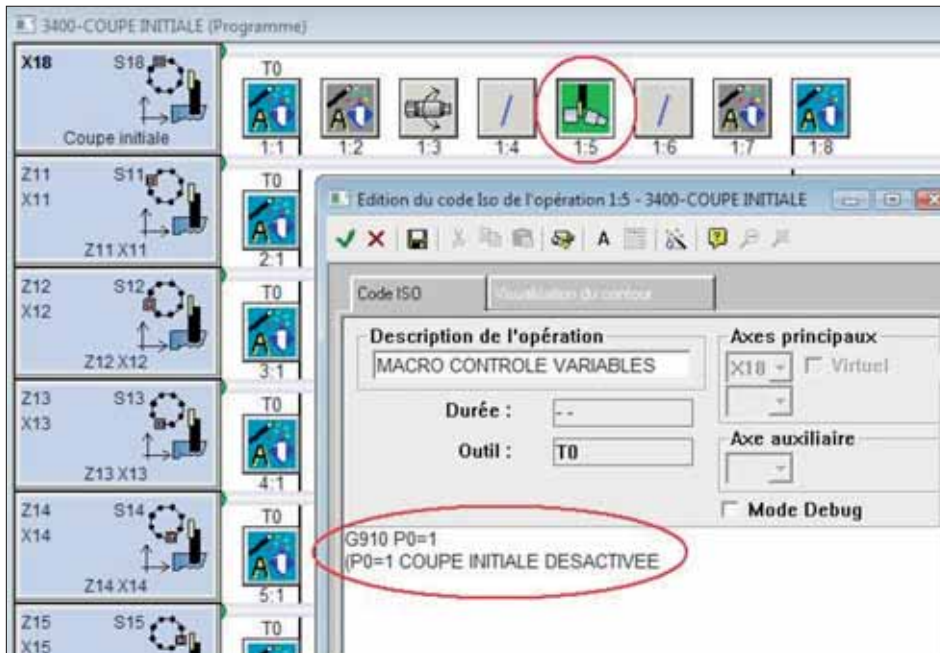 3400-COUPE INITIALE (Programme)
X18 S18
Coupe initiale
T0
1:1 1:2 1:3 1:4 1:5 1:6 1:7 1:8
Z11 S11
X11
Z11 X11
T0
2:1
Z12 S12
X12
Z12 X12
T0
3:1
Z13 S13
X13
Z13 X13
T0
4:1
Z14 S14
X14
Z14 X14
T0
5:1
Z15 S15
X15
T0
Edition du code Iso de l'opération 1:5 - 3400-COUPE INITIALE
Code ISO Visualisation du contour
Description de l'opération
MACRO CONTROLE VARIABLES
Durée : - -
Outil : T0
Axes principaux
X18 Virtuel
Axe auxiliaire
Mode Debug
G910 P0=1
(P0=1 COUPE INITIALE DESACTIVEE